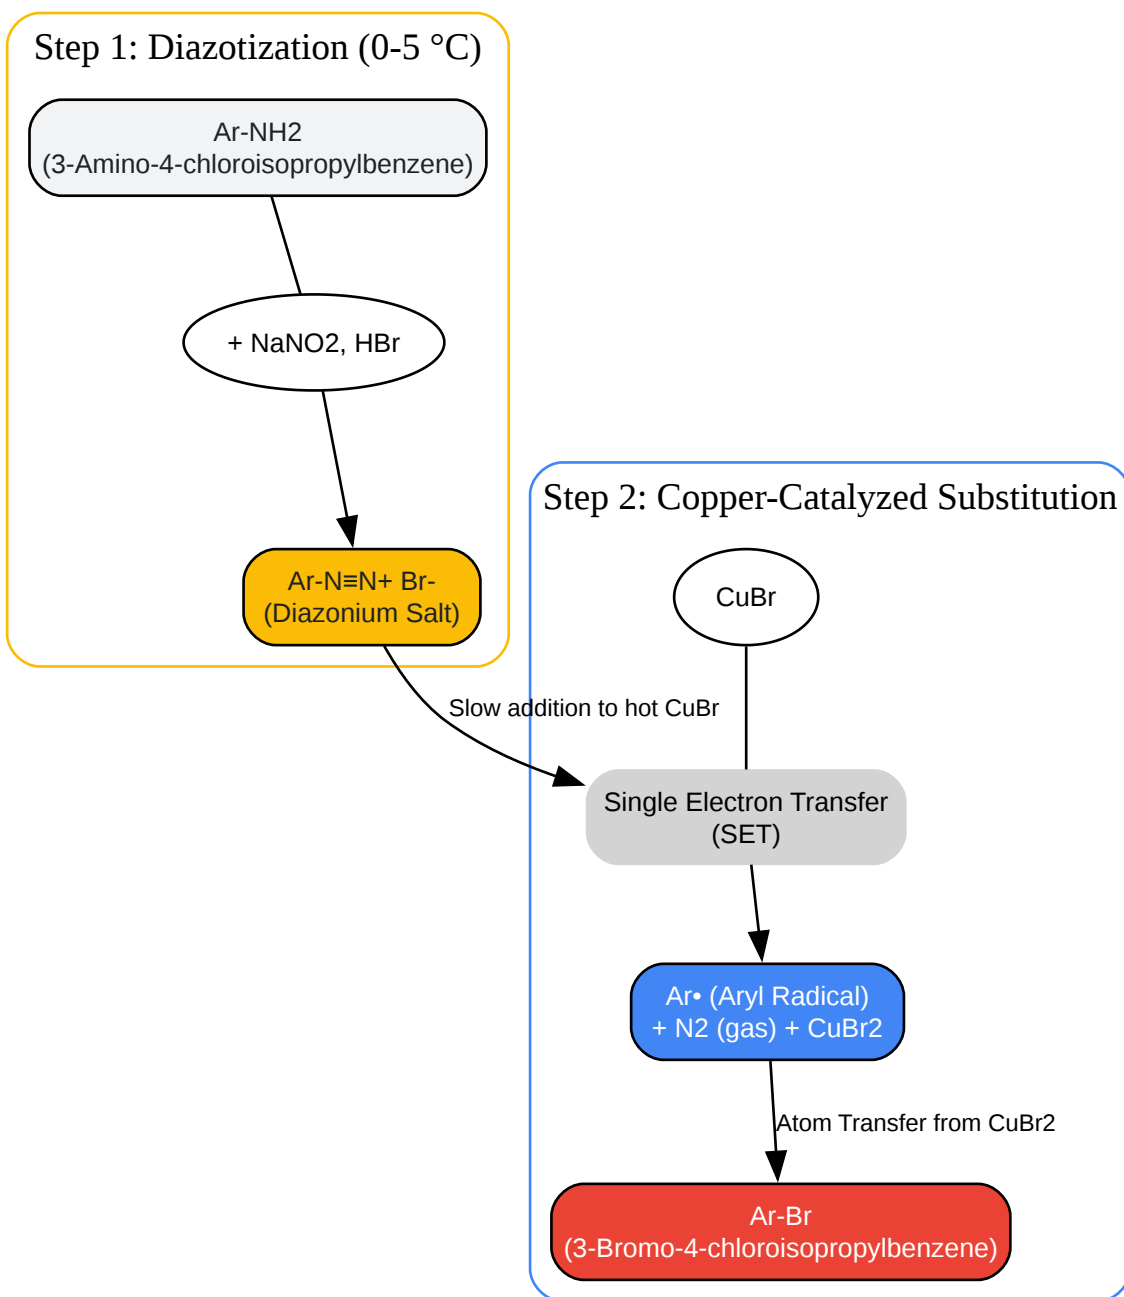 Step 1: Diazotization (0-5 °C)
Ar-NH2
(3-Amino-4-chloroisopropylbenzene)
+ NaNO2, HBr
Ar-N≡N+ Br-
(Diazonium Salt)
Step 2: Copper-Catalyzed Substitution
CuBr
Slow addition to hot CuBr
Single Electron Transfer
(SET)
Ar• (Aryl Radical)
+ N2 (gas) + CuBr2
Atom Transfer from CuBr2
Ar-Br
(3-Bromo-4-chloroisopropylbenzene)